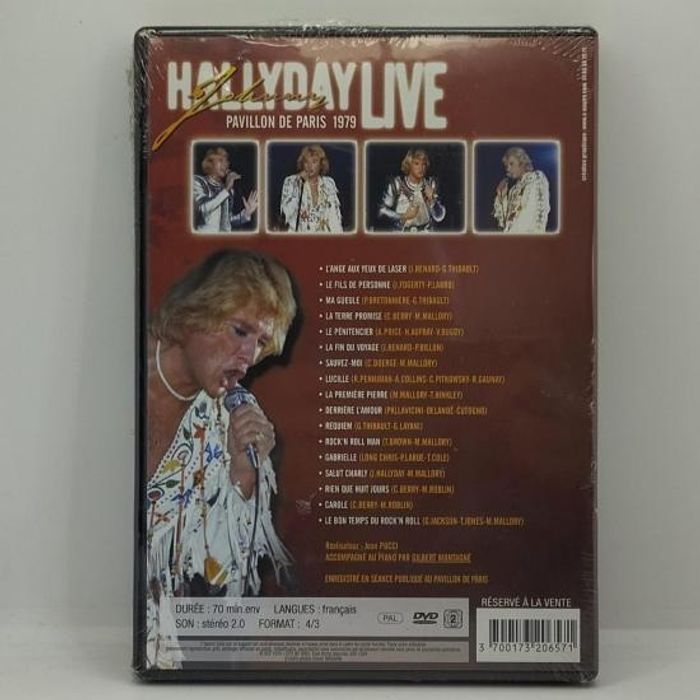 HALLYDAY LIVE
Johnny
PAVILLON DE PARIS 1979
• L'ANGE AUX YEUX DE LASER (J.RENARD-G.THIBAULT)
• LE FILS DE PERSONNE (J.FOGERTY-P.LABRO)
• MA GUEULE (P.BRETONNIERE-G.THIBAULT)
• LA TERRE PROMISE (C.BERRY-M.MALLORY)
• LE PÉNITENCIER (A.PRICE-H.AUFRAY-V.BUGGY)
• LA FIN DU VOYAGE (J.RENARD-P.BILLON)
• SAUVEZ-MOI (C.DUERGE-M.MALLORY)
• LUCILLE (R.PENNIMAN-A.COLLINS-C.PITKOWSKY-R.GAUNAY)
• LA PREMIÈRE PIERRE (M.MALLORY-T.HINKLEY)
• DERRIÈRE L'AMOUR (PALLAVICINI-DELANOÉ-CUTUGNO)
• REQUIEM (G.THIBAULT-G.LAYANI)
• ROCK'N ROLL MAN (T.BROWN-M.MALLORY)
• GABRIELLE (LONG CHRIS-P.LARUE-T.COLE)
• SALUT CHARLY (J.HALLYDAY-M.MALLORY)
• RIEN QUE HUIT JOURS (C.BERRY-M.ROBLIN)
• CAROLE (C.BERRY-M.ROBLIN)
• LE BON TEMPS DU ROCK'N ROLL (G.JACKSON-T.JONES-M.MALLORY)
Réalisateur : Jean PUCCI
ACCOMPAGNÉ AU PIANO PAR GILBERT MONTAGNÉ
ENREGISTRÉ EN SÉANCE PUBLIQUE AU PAVILLON DE PARIS
DURÉE : 70 min.env LANGUES : français
SON : stéréo 2.0 FORMAT : 4/3
PAL DVD 2
RÉSERVÉ À LA VENTE
3 700173 206571